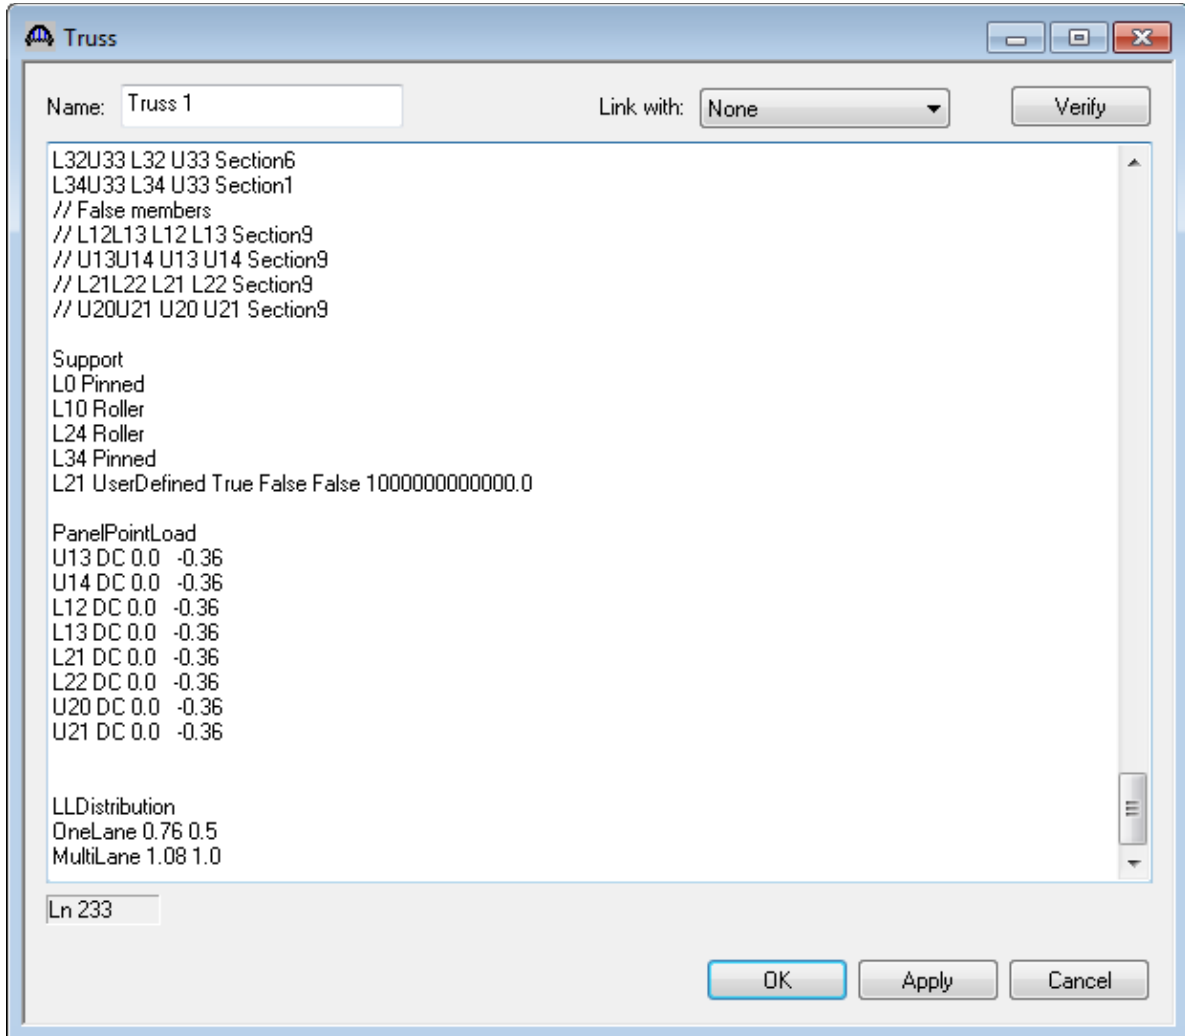 Truss
Name: Truss 1 Link with: None Verify
L32U33 L32 U33 Section6
L34U33 L34 U33 Section1
// False members
// L12L13 L12 L13 Section9
// U13U14 U13 U14 Section9
// L21L22 L21 L22 Section9
// U20U21 U20 U21 Section9
Support
L0 Pinned
L10 Roller
L24 Roller
L34 Pinned
L21 UserDefined True False False 1000000000000.0
PanelPointLoad
U13 DC 0.0 -0.36
U14 DC 0.0 -0.36
L12 DC 0.0 -0.36
L13 DC 0.0 -0.36
L21 DC 0.0 -0.36
L22 DC 0.0 -0.36
U20 DC 0.0 -0.36
U21 DC 0.0 -0.36
LLDistribution
OneLane 0.76 0.5
MultiLane 1.08 1.0
Ln 233
OK Apply Cancel